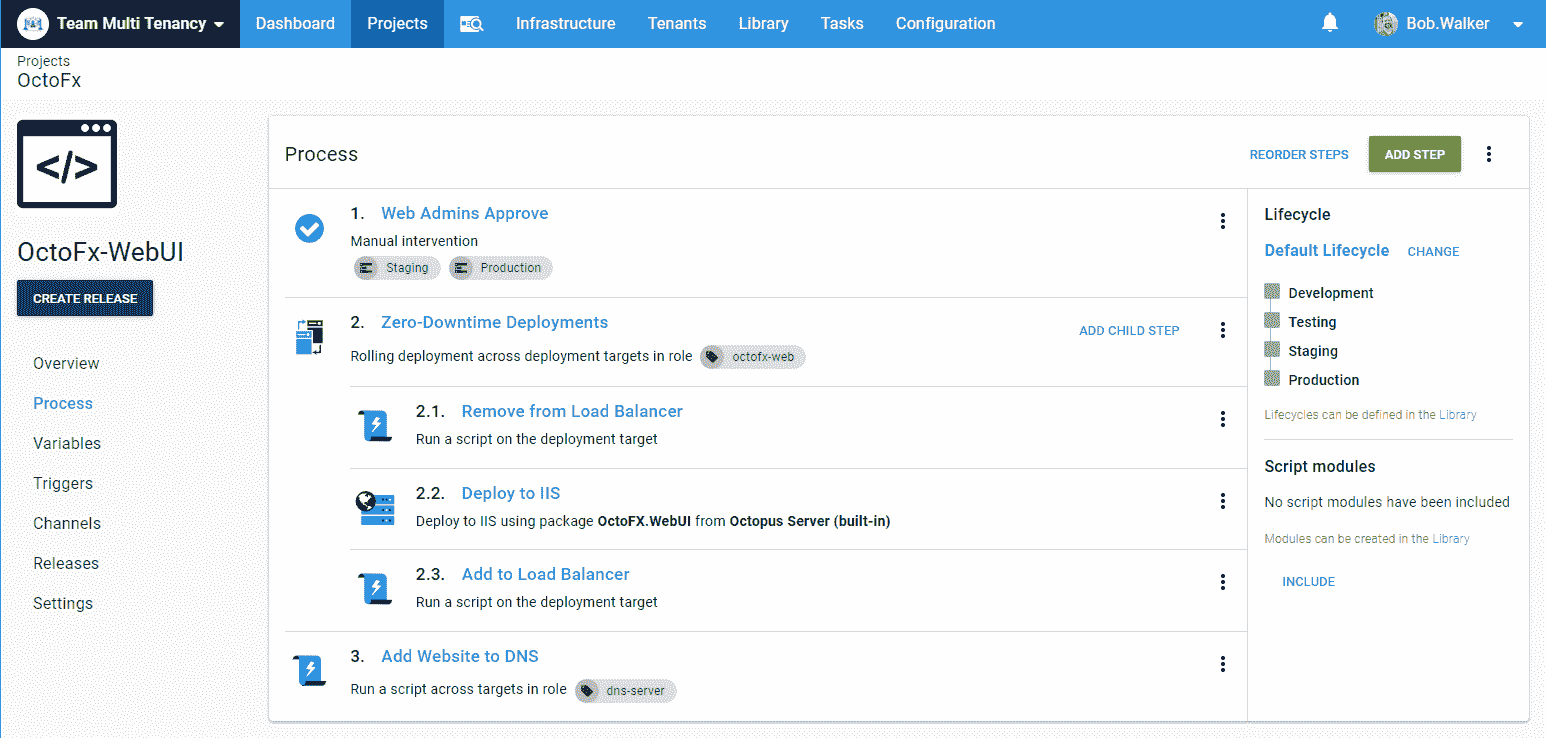 Team Multi Tenancy
Dashboard
Projects
Infrastructure
Tenants
Library
Tasks
Configuration
Bob.Walker
Projects
OctoFx
</>
OctoFx-WebUI
CREATE RELEASE
Overview
Process
Variables
Triggers
Channels
Releases
Settings
Process
REORDER STEPS
ADD STEP
1. Web Admins Approve
Manual intervention
Staging
Production
2. Zero-Downtime Deployments
ADD CHILD STEP
Rolling deployment across deployment targets in role octofx-web
2.1. Remove from Load Balancer
Run a script on the deployment target
2.2. Deploy to IIS
Deploy to IIS using package OctoFX.WebUI from Octopus Server (built-in)
2.3. Add to Load Balancer
Run a script on the deployment target
3. Add Website to DNS
Run a script across targets in role dns-server
Lifecycle
Default Lifecycle CHANGE
Development
Testing
Staging
Production
Lifecycles can be defined in the Library
Script modules
No script modules have been included
Modules can be created in the Library
INCLUDE